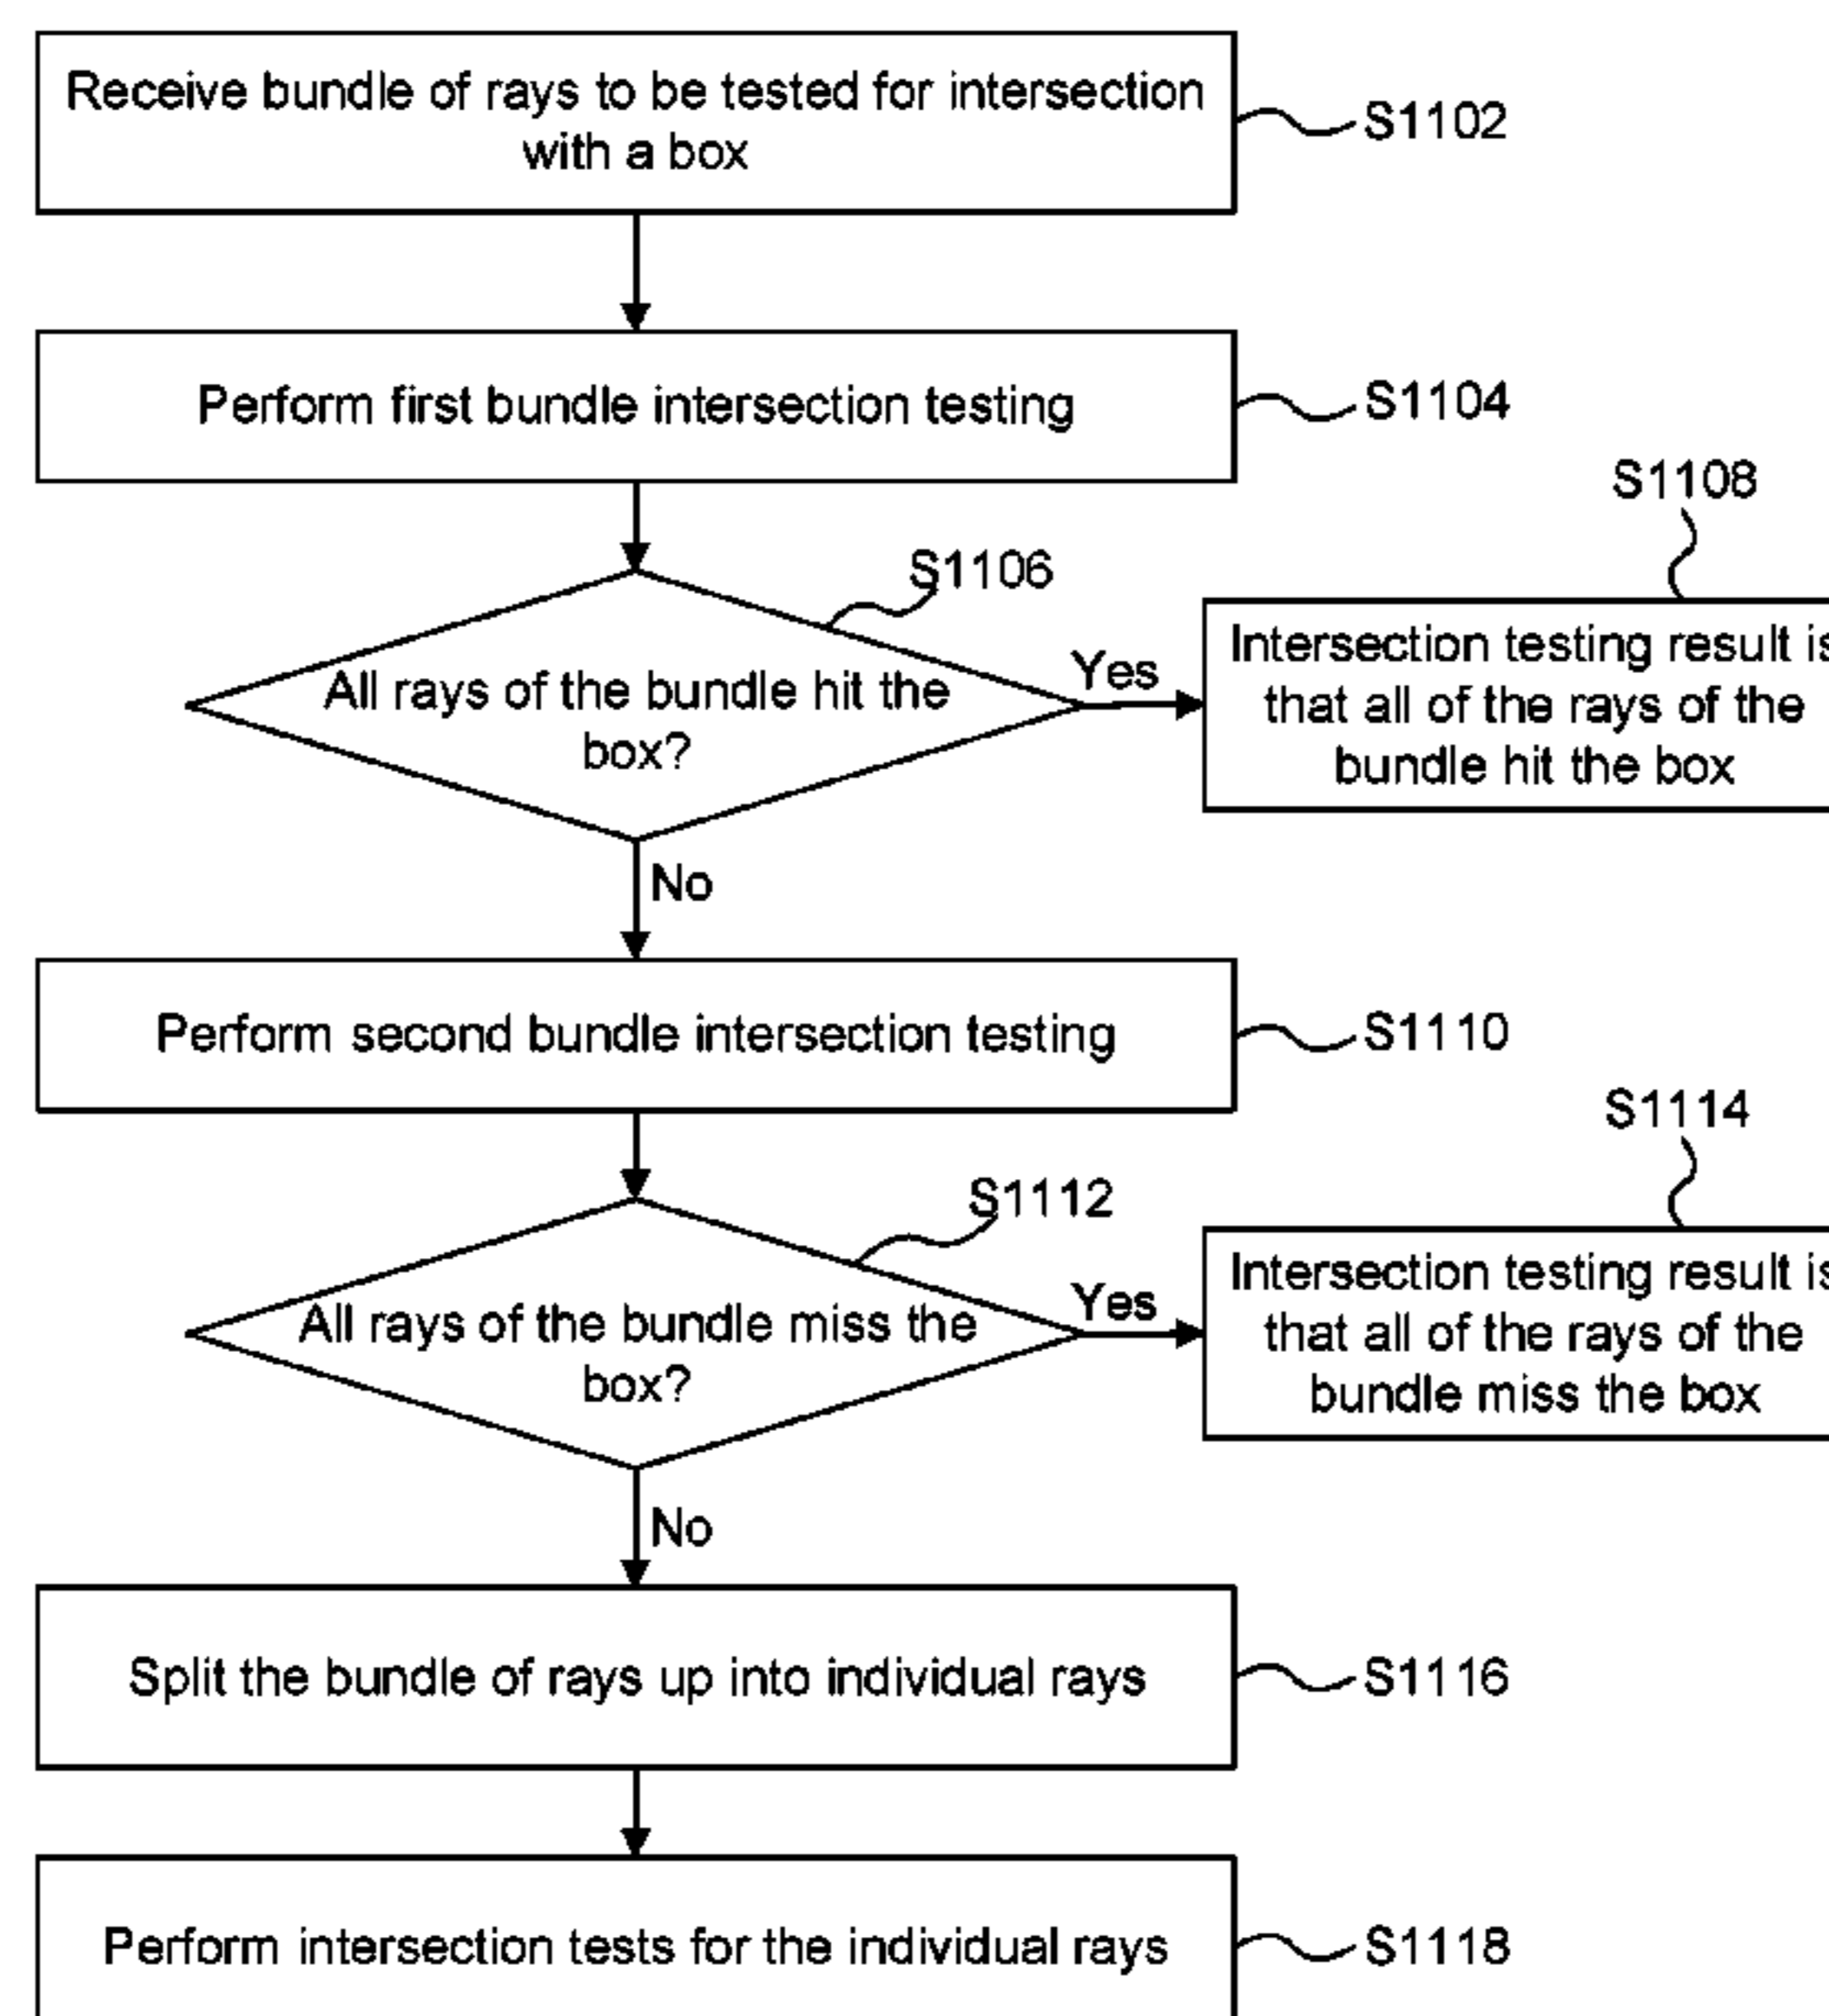 Receive bundle of rays to be tested for intersection
with a box
S1102
Perform first bundle intersection testing
S1104
S1106
All rays of the bundle hit the
box?
Yes
S1108
Intersection testing result is
that all of the rays of the
bundle hit the box
No
Perform second bundle intersection testing
S1110
S1112
All rays of the bundle miss the
box?
Yes
S1114
Intersection testing result is
that all of the rays of the
bundle miss the box
No
Split the bundle of rays up into individual rays
S1116
Perform intersection tests for the individual rays
S1118